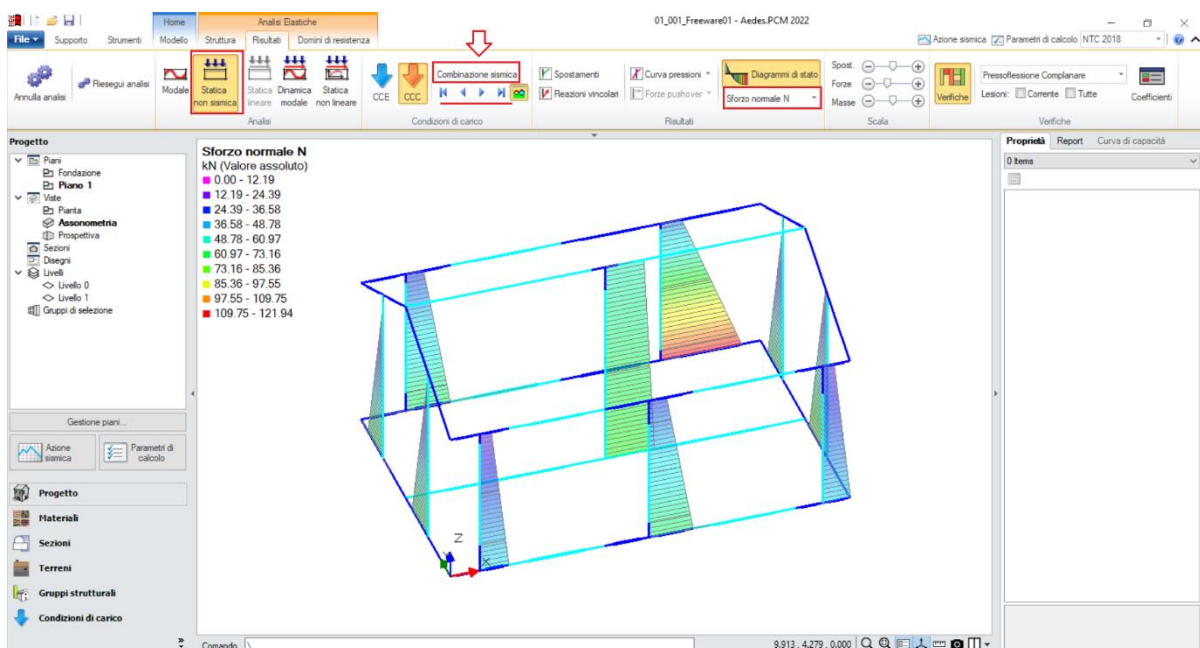 01_001_Freeware01 - Aedes.PCM 2022
Home
Analisi Elastiche
File
Supporto
Strumenti
Modello
Struttura
Risultati
Domini di resistenza
Azione sismica
Parametri di calcolo
NTC 2018
Annulla analisi
Riesegui analisi
Modale
Statica
non sismica
Statica
lineare
Dinamica
modale
Statica
non lineare
Analisi
CCE
CCC
Combinazione sismica
Condizioni di carico
Spostamenti
Reazioni vincolari
Curva pressioni
Forze pushover
Diagrammi di stato
Sforzo normale N
Risultati
Spost.
Forze
Masse
Scala
Verifiche
Pressoflessione Complanare
Lesioni:
Corrente
Tutte
Coefficienti
Verifiche
Progetto
Piani
Fondazione
Piano 1
Viste
Pianta
Assonometria
Prospettiva
Sezioni
Disegni
Livelli
Livello 0
Livello 1
Gruppi di selezione
Gestione piani...
Azione
sismica
Parametri di
calcolo
Progetto
Materiali
Sezioni
Terreni
Gruppi strutturali
Condizioni di carico
Sforzo normale N
kN (Valore assoluto)
0.00 - 12.19
12.19 - 24.39
24.39 - 36.58
36.58 - 48.78
48.78 - 60.97
60.97 - 73.16
73.16 - 85.36
85.36 - 97.55
97.55 - 109.75
109.75 - 121.94
Z
X
Comando
9.913 , 4.279 , 0.000
Proprietà
Report
Curva di capacità
0 Items